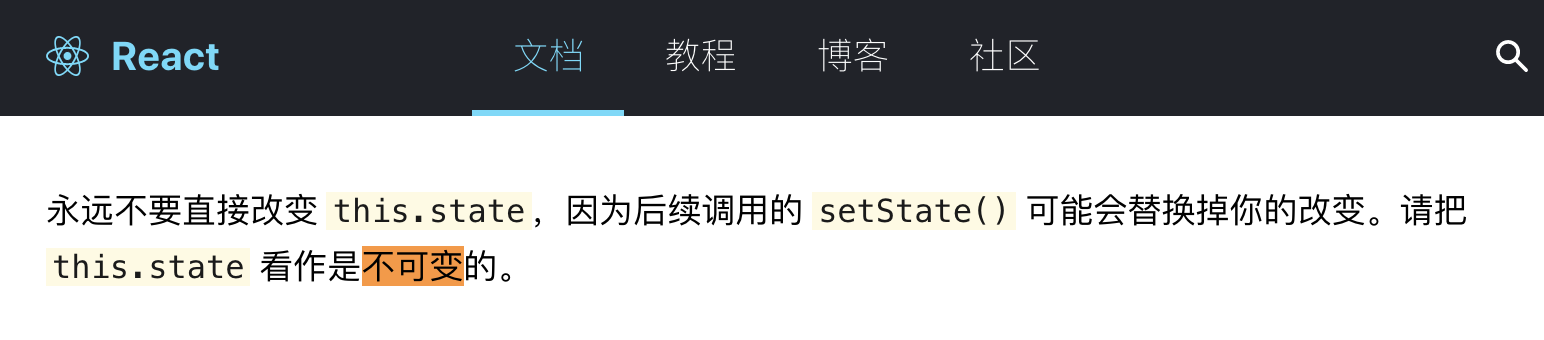 React 文档 教程 博客 社区
永远不要直接改变 this.state，因为后续调用的 setState() 可能会替换掉你的改变。请把
this.state 看作是不可变的。